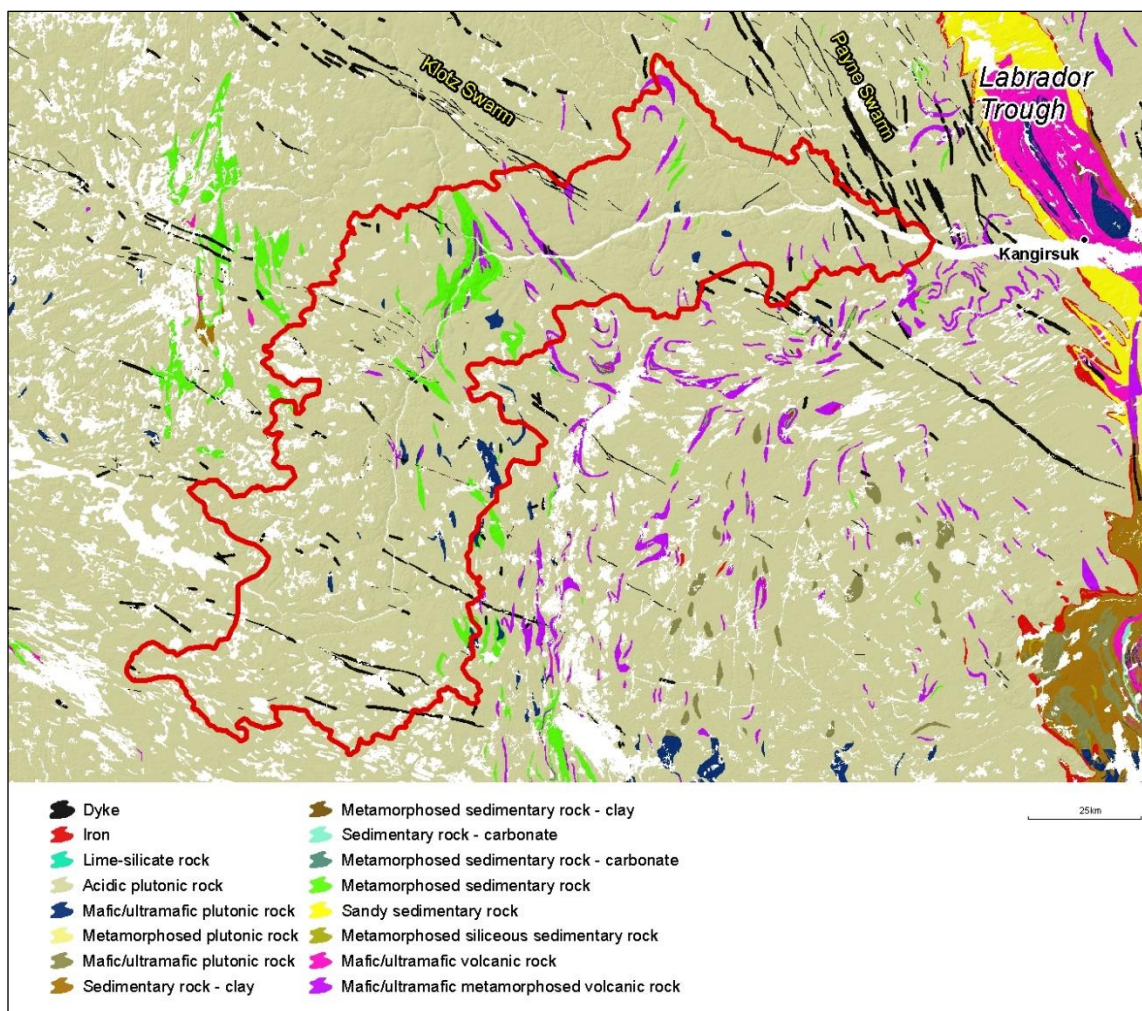 Klotz Swarm
Payne Swarm
Labrador
Trough
Kangirsuk
Dyke
Iron
Lime-silicate rock
Acidic plutonic rock
Mafic/ultramafic plutonic rock
Metamorphosed plutonic rock
Mafic/ultramafic plutonic rock
Sedimentary rock - clay
Metamorphosed sedimentary rock - clay
Sedimentary rock - carbonate
Metamorphosed sedimentary rock - carbonate
Metamorphosed sedimentary rock
Sandy sedimentary rock
Metamorphosed siliceous sedimentary rock
Mafic/ultramafic volcanic rock
Mafic/ultramafic metamorphosed volcanic rock
25km